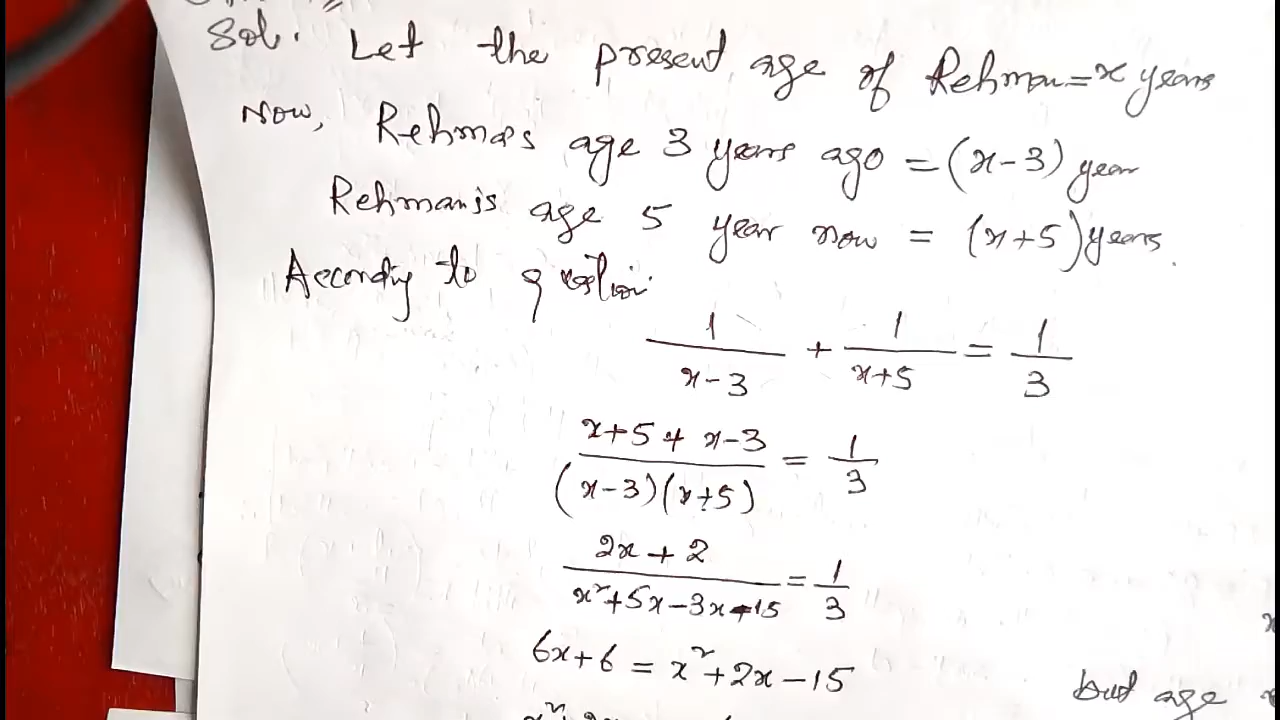 Sol. Let the present age of Rehman = x years
Now, Rehman's age 3 years ago = (x-3) year
Rehman's age 5 year now = (x+5) years.
According to question
1/(x-3) + 1/(x+5) = 1/3
(x+5+x-3)/((x-3)(x+5)) = 1/3
(2x+2)/(x²+5x-3x-15) = 1/3
6x+6 = x²+2x-15
but age